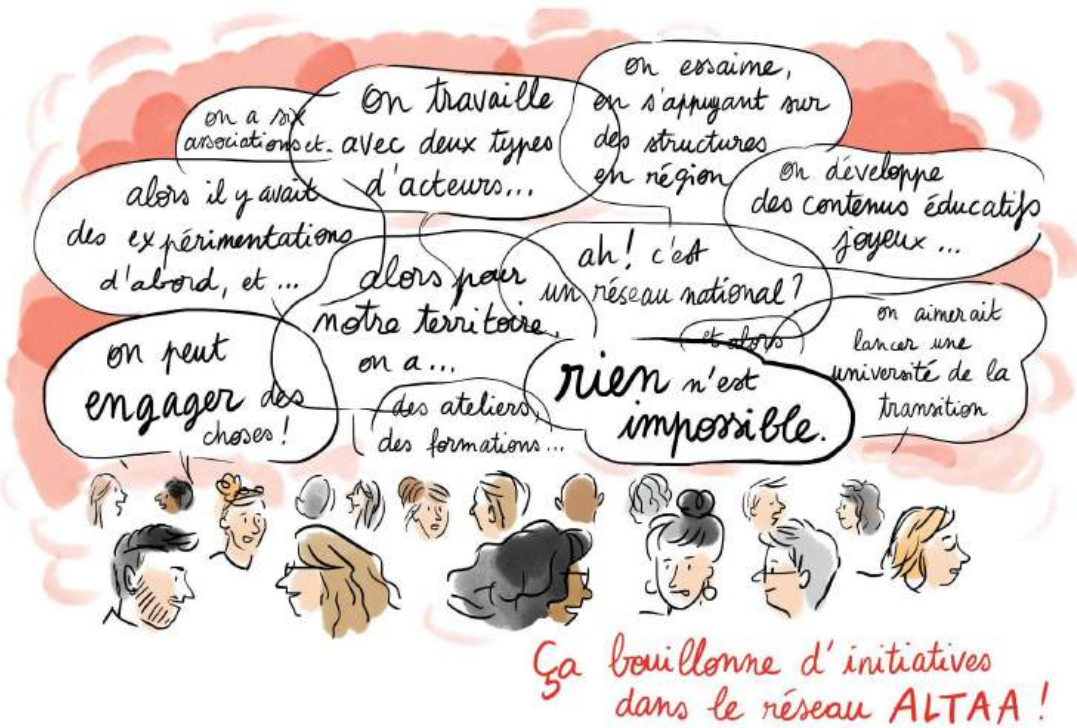 on a six
associations et..
On travaille
avec deux types
d'acteurs...
on essaime,
en s'appuyant sur
des structures
en région
on développe
des contenus éducatifs
joyeux ...
alors il y avait
des expérimentations
d'abord, et ...
alors pour
notre territoire,
on a ...
ah! c'est
un réseau national?
et alors
on aimerait
lancer une
université de la
transition
on peut
engager des
choses!
des ateliers,
des formations...
rien n'est
impossible.
Ça bouillonne d'initiatives
dans le réseau ALTAA!